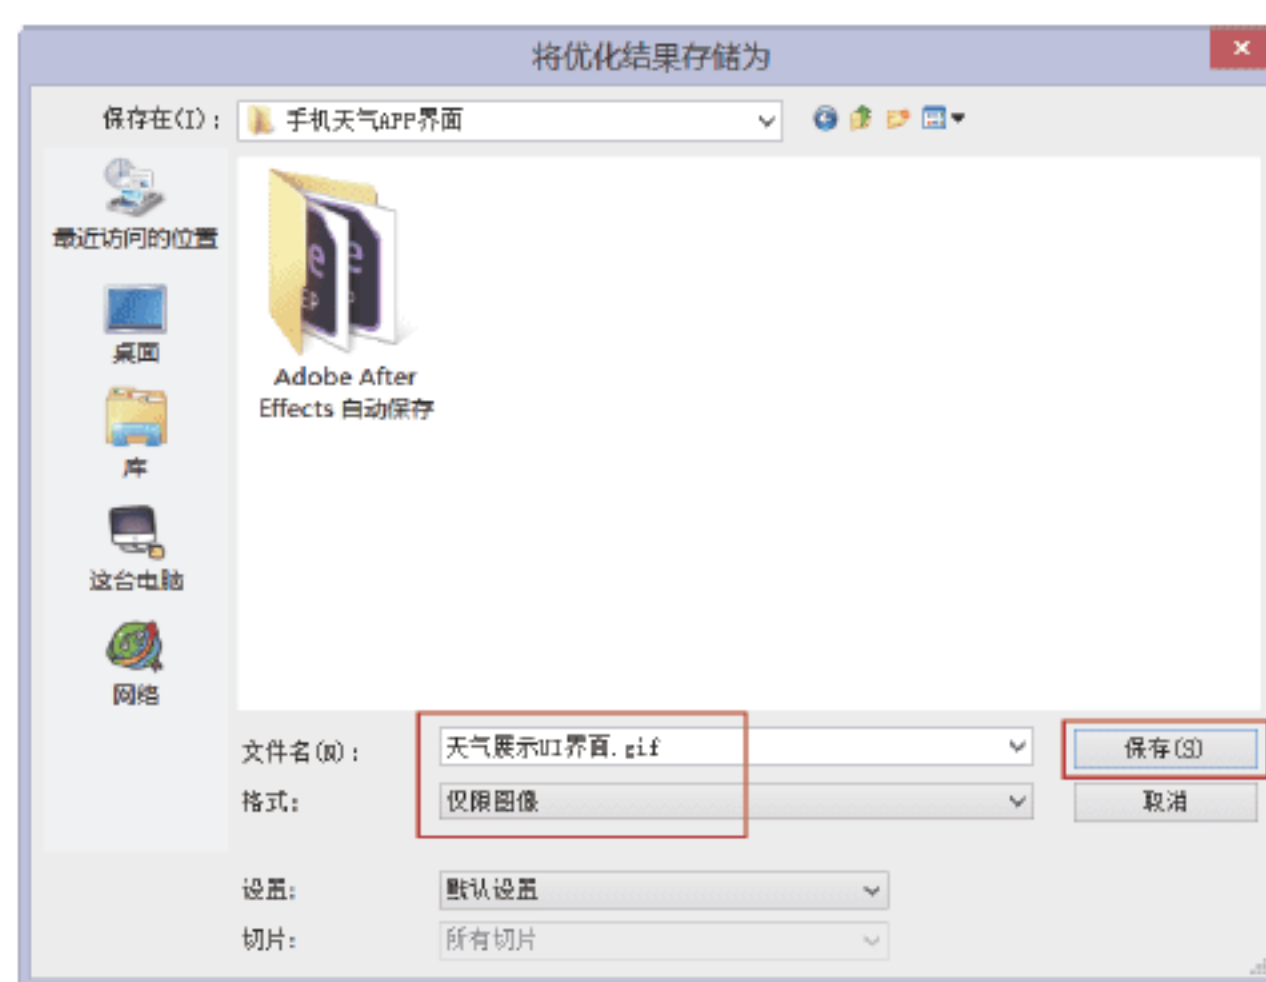 将优化结果存储为
保存在(I):
手机天气APP界面
最近访问的位置
桌面
库
这台电脑
网络
Adobe After
Effects 自动保存
文件名(N):
天气展示UI界面.gif
保存(S)
格式:
仅限图像
取消
设置:
默认设置
切片:
所有切片